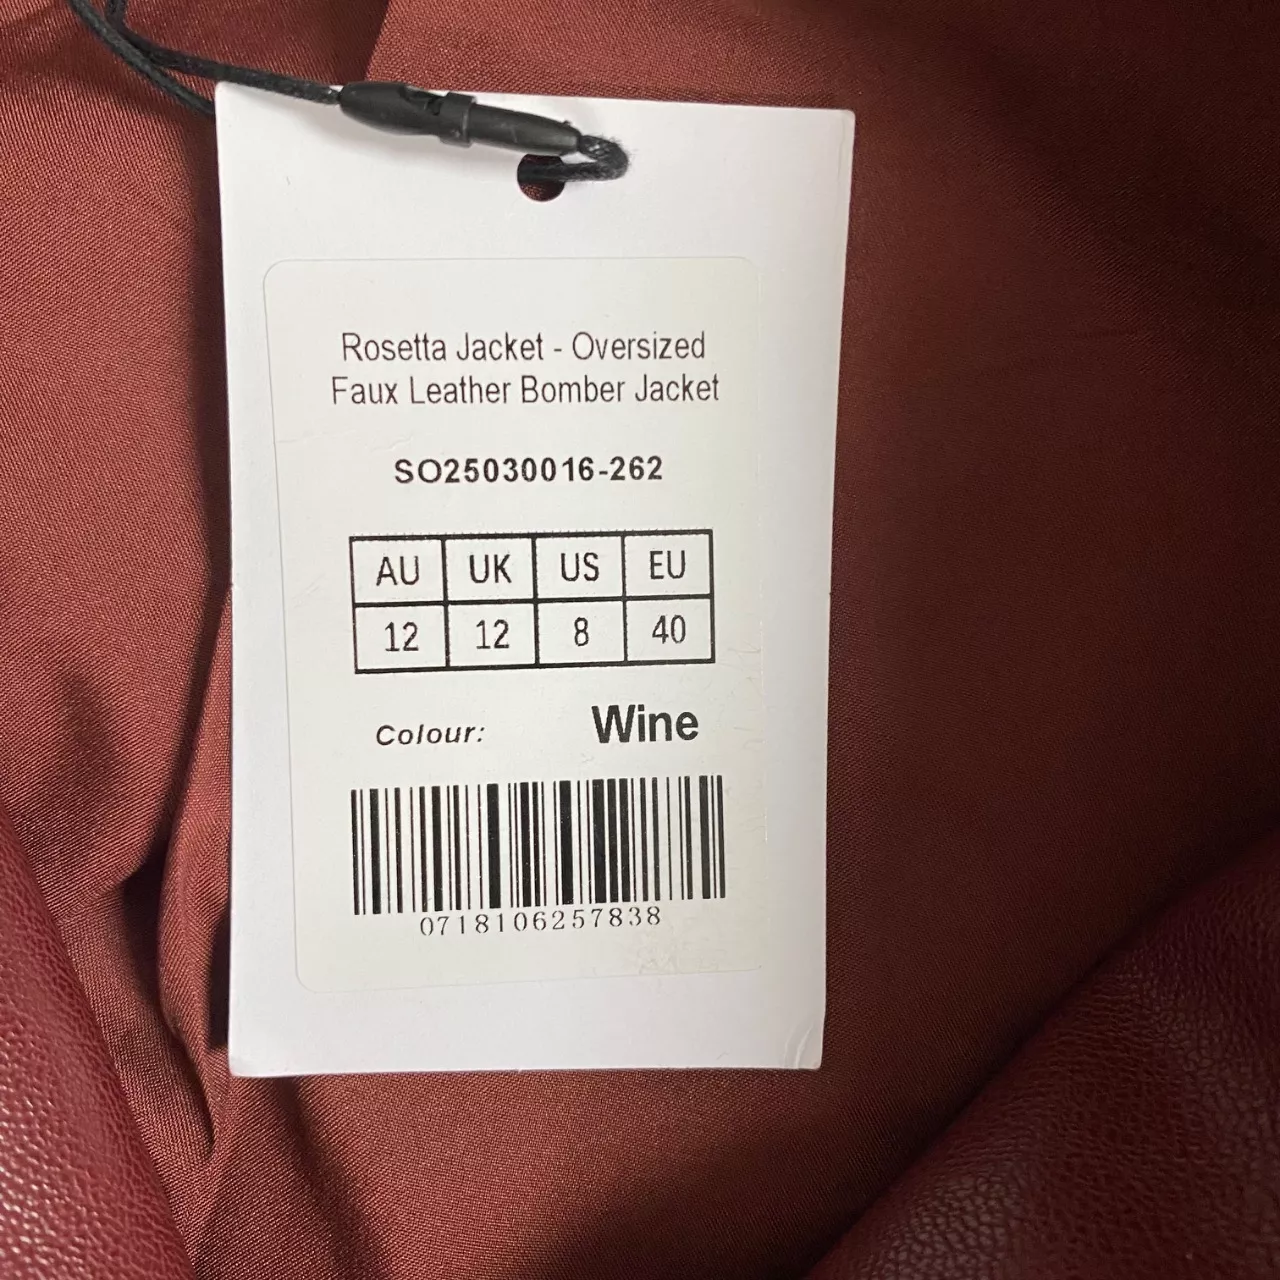 Rosetta Jacket - Oversized
Faux Leather Bomber Jacket
SO25030016-262
AU UK US EU
12 12 8 40
Colour: Wine
0718106257838